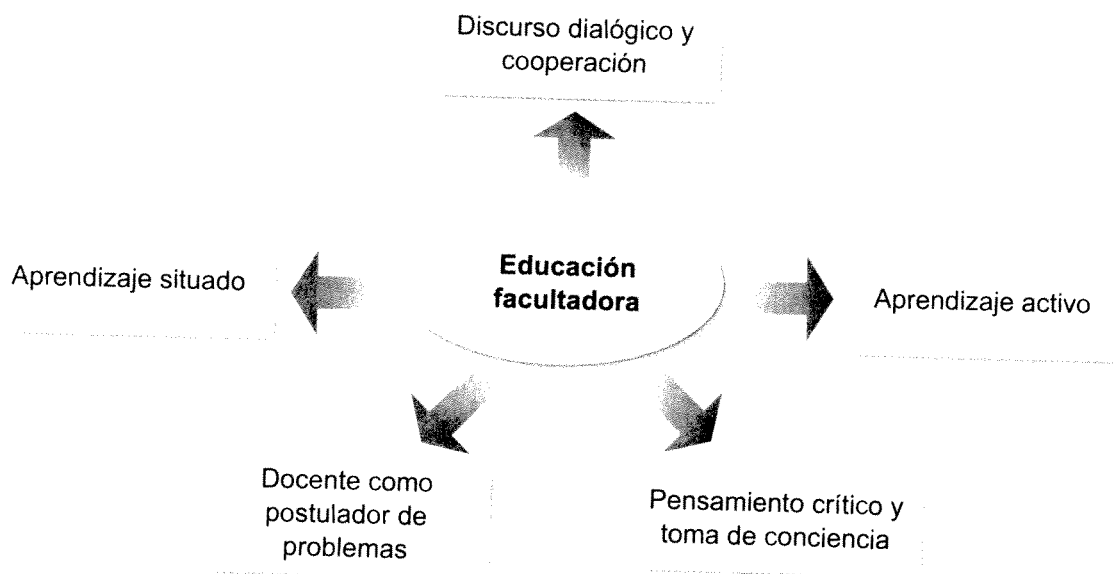 Discurso dialógico y
cooperación
Educación
facultadora
Aprendizaje situado
Aprendizaje activo
Docente como
postulador de
problemas
Pensamiento crítico y
toma de conciencia